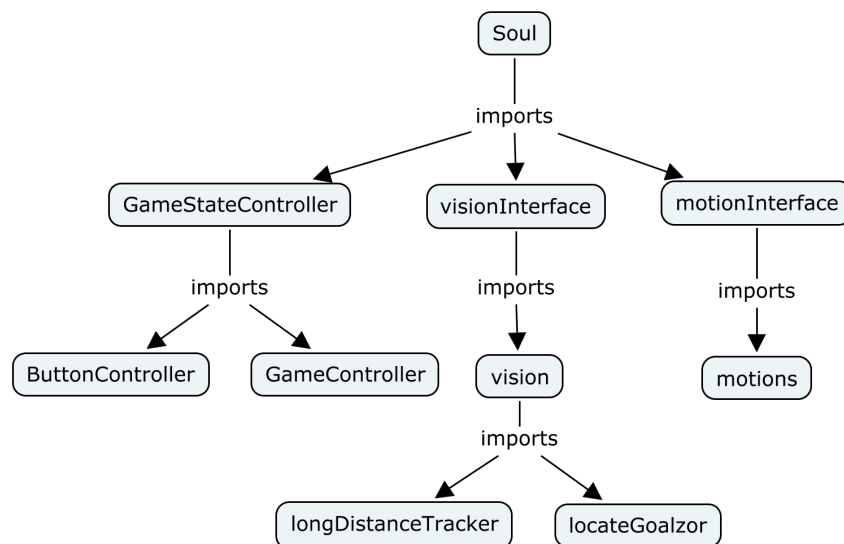 Soul
imports
GameStateController
visionInterface
motionInterface
imports
imports
imports
ButtonController
GameController
vision
motions
imports
longDistanceTracker
locateGoalzor